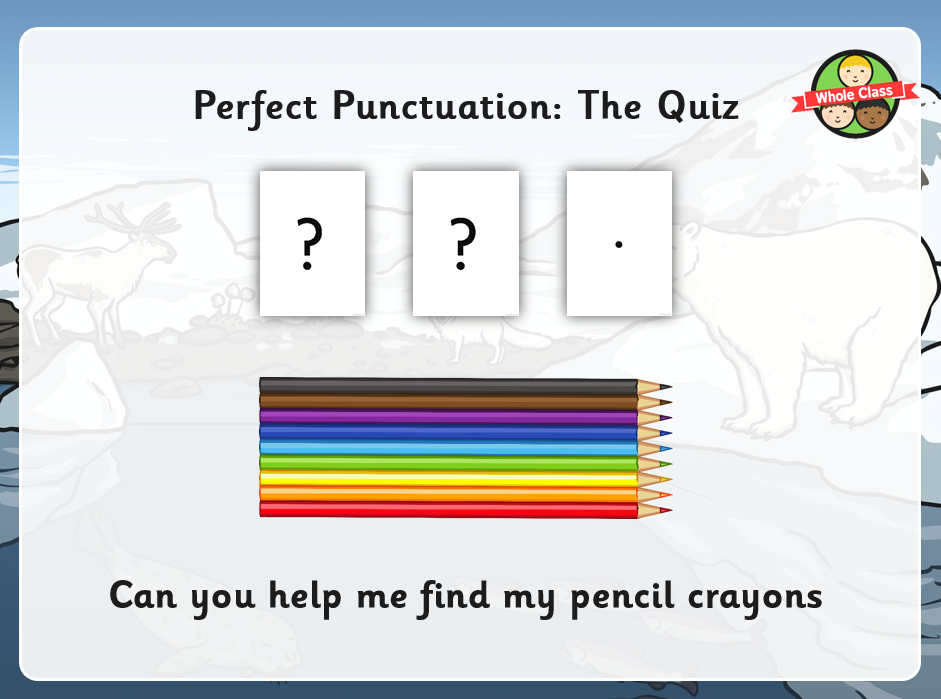 Perfect Punctuation: The Quiz
Whole Class
? ? .
Can you help me find my pencil crayons